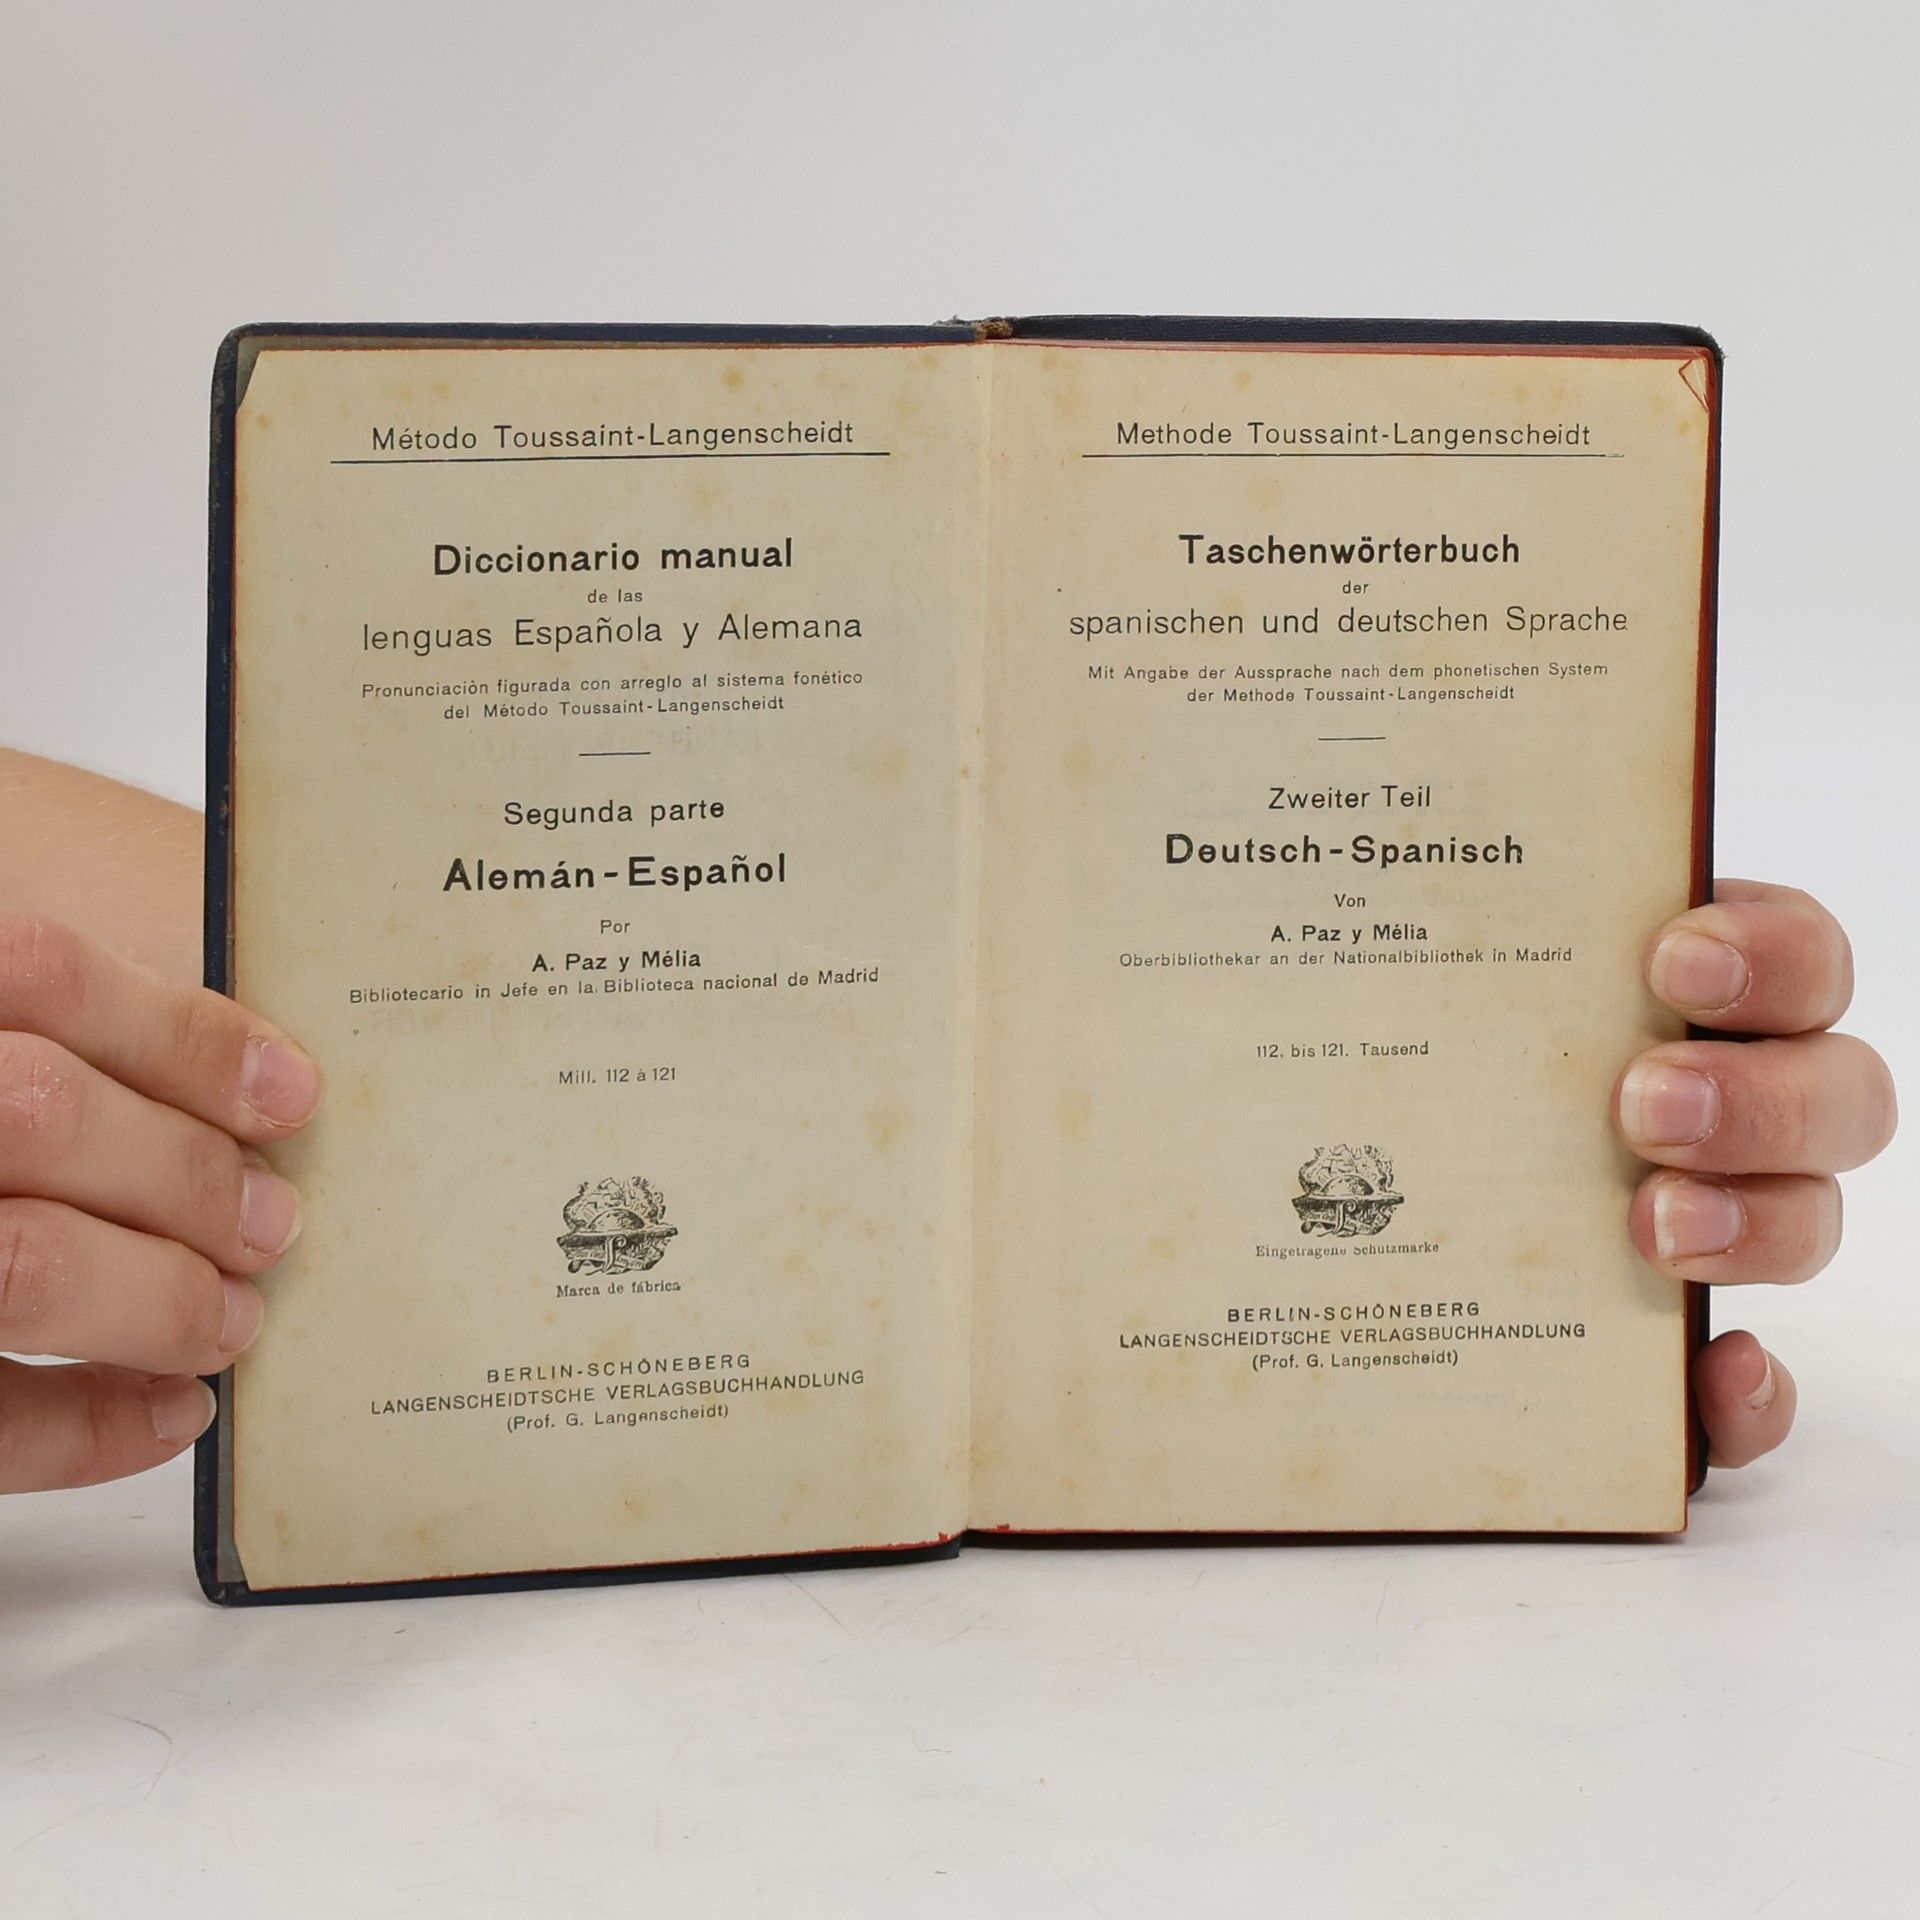 Método Toussaint-Langenscheidt
Diccionario manual
de las
lenguas Española y Alemana
Pronunciación figurada con arreglo al sistema fonético
del Método Toussaint-Langenscheidt
Segunda parte
Alemán-Español
Por
A. Paz y Mélia
Bibliotecario in Jefe en la Biblioteca nacional de Madrid
Mill. 112 à 121
Marca de fábrica
BERLIN-SCHÖNEBERG
LANGENSCHEIDTSCHE VERLAGSBUCHHANDLUNG
(Prof. G. Langenscheidt)
Methode Toussaint-Langenscheidt
Taschenwörterbuch
der
spanischen und deutschen Sprache
Mit Angabe der Aussprache nach dem phonetischen System
der Methode Toussaint-Langenscheidt
Zweiter Teil
Deutsch-Spanisch
Von
A. Paz y Mélia
Oberbibliothekar an der Nationalbibliothek in Madrid
112. bis 121. Tausend
Eingetragene Schutzmarke
BERLIN-SCHÖNEBERG
LANGENSCHEIDTSCHE VERLAGSBUCHHANDLUNG
(Prof. G. Langenscheidt)